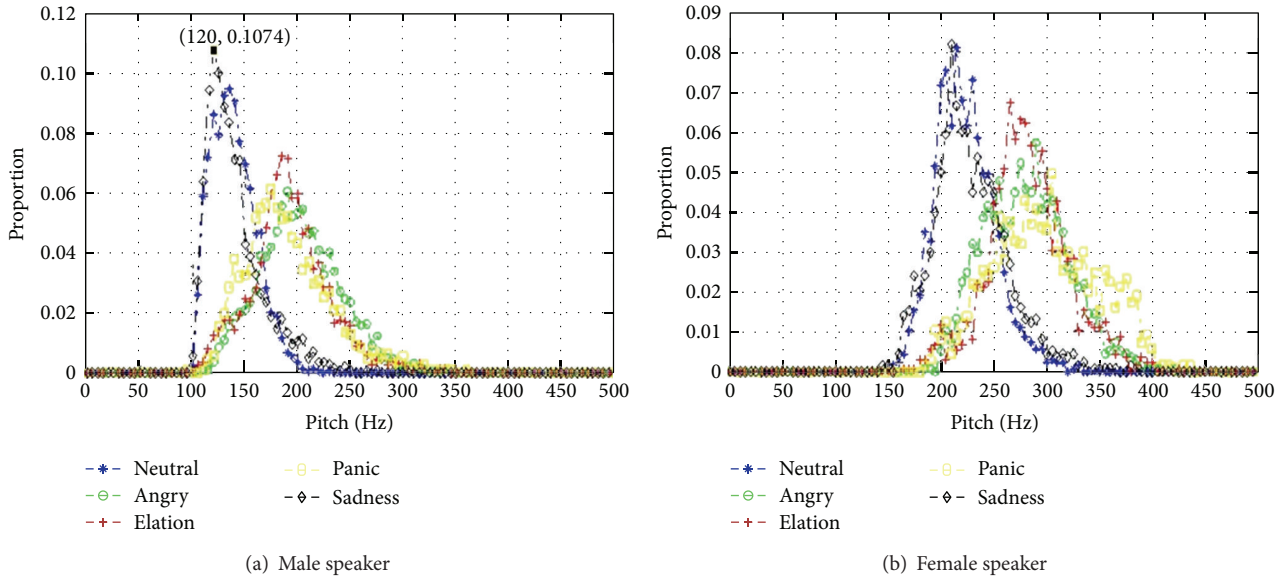 0.12
(120, 0.1074)
0.10
0.08
0.06
0.04
0.02
0
Proportion
0 50 100 150 200 250 300 350 400 450 500
Pitch (Hz)
Neutral
Angry
Elation
Panic
Sadness
(a) Male speaker
0.09
0.08
0.07
0.06
0.05
0.04
0.03
0.02
0.01
0
Proportion
0 50 100 150 200 250 300 350 400 450 500
Pitch (Hz)
Neutral
Angry
Elation
Panic
Sadness
(b) Female speaker